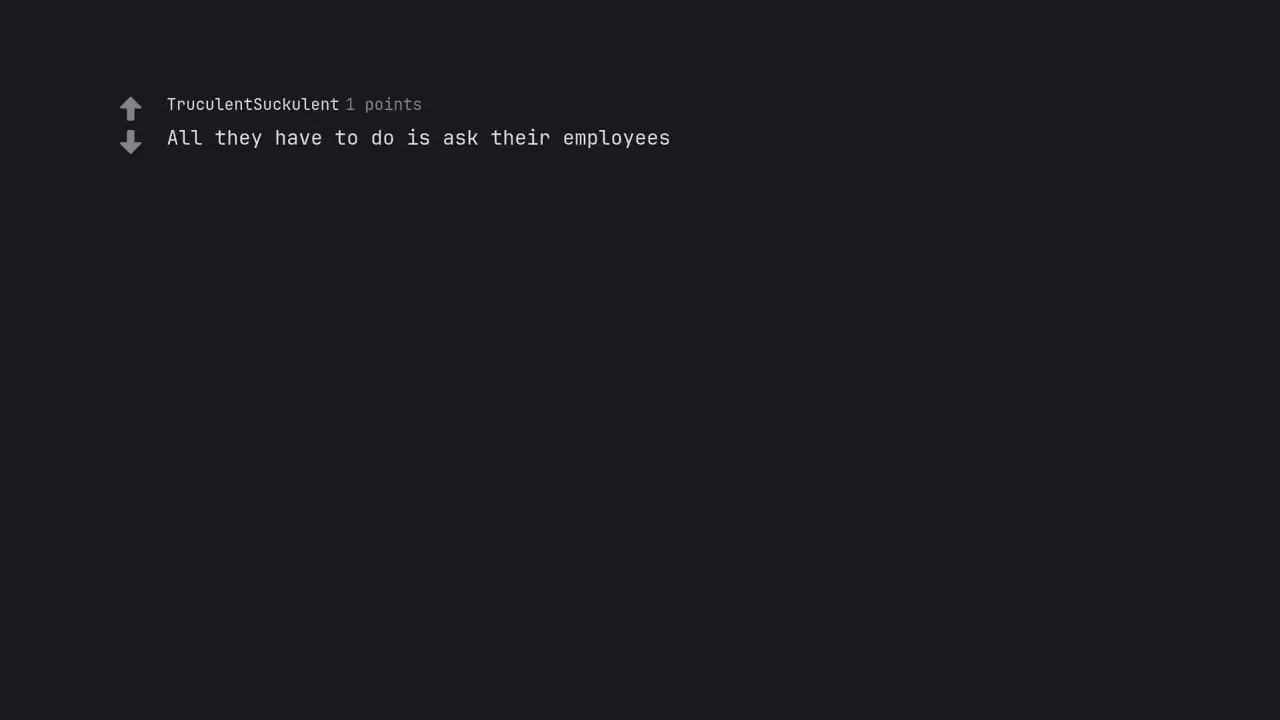 TruculentSuckulent 1 points
All they have to do is ask their employees